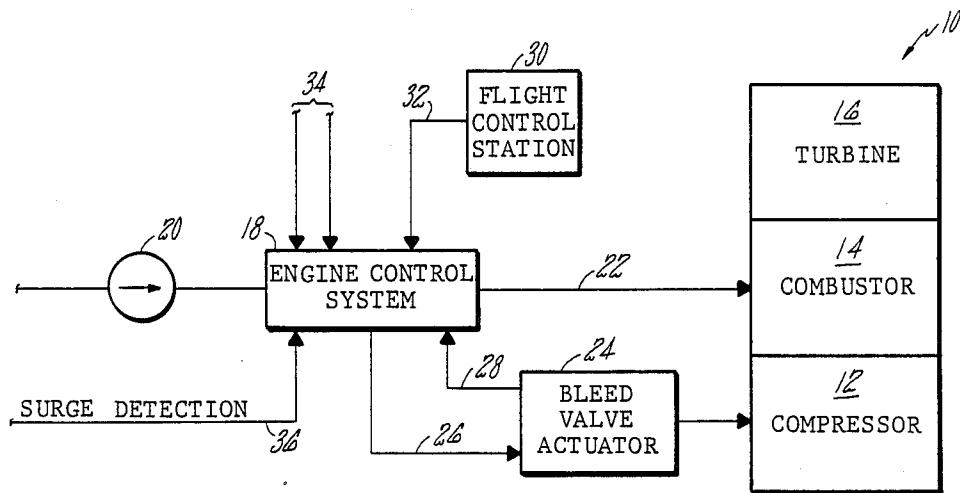 10
30
34
32
FLIGHT
CONTROL
STATION
16
TURBINE
20
18
ENGINE CONTROL
SYSTEM
22
14
COMBUSTOR
28
24
BLEED
VALVE
ACTUATOR
12
COMPRESSOR
SURGE DETECTION
36
26